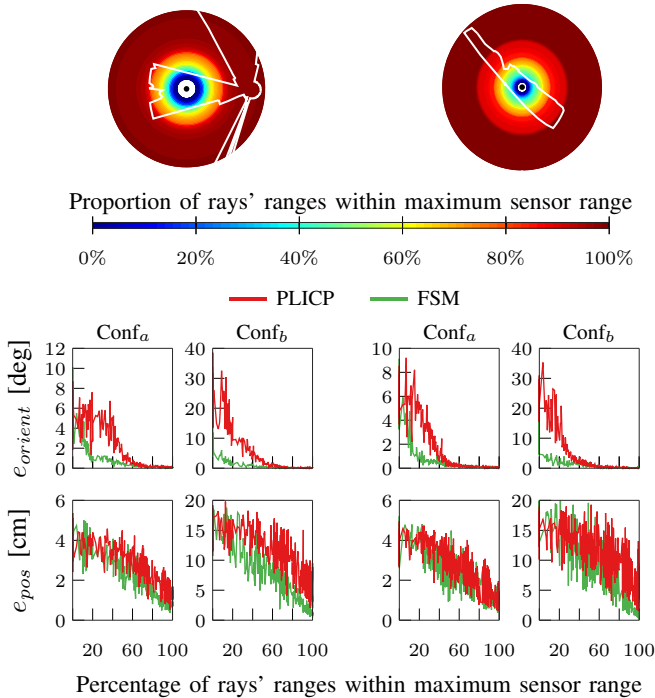 Proportion of rays' ranges within maximum sensor range
0% 20% 40% 60% 80% 100%
PLICP FSM
Conf_a Conf_b Conf_a Conf_b
e_orient [deg]
12 10 8 6 4 2 0
40 30 20 10 0
10 8 6 4 2 0
40 30 20 10 0
e_pos [cm]
6 4 2 0
20 15 10 5 0
6 4 2 0
20 15 10 5 0
20 60 100 20 60 100 20 60 100 20 60 100
Percentage of rays' ranges within maximum sensor range